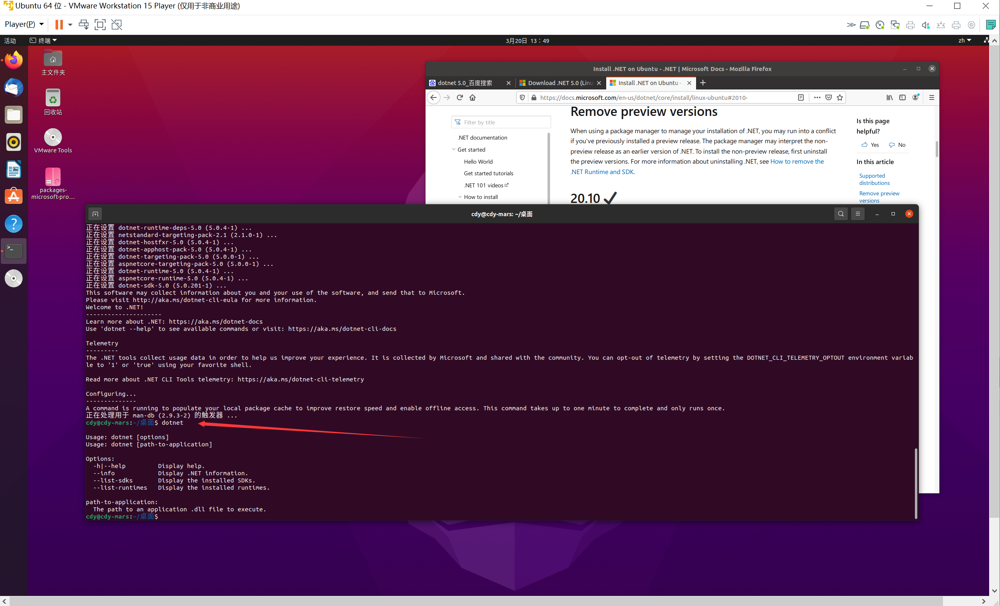 Ubuntu 64 位 - VMware Workstation 15 Player (仅用于非商业用途)
Player(P)
活动
终端
3月20日 13：49
zh
主文件夹
回收站
VMware Tools
packages-
microsoft-pro…
Install .NET on Ubuntu - .NET | Microsoft Docs - Mozilla Firefox
dotnet 5.0_百度搜索
Download .NET 5.0 (Linu
Install .NET on Ubuntu -
https://docs.microsoft.com/en-us/dotnet/core/install/linux-ubuntu#2010-
Filter by title
.NET documentation
Get started
Hello World
Get started tutorials
.NET 101 videos
How to install
Remove preview versions
When using a package manager to manage your installation of .NET, you may run into a conflict
if you've previously installed a preview release. The package manager may interpret the non-
preview release as an earlier version of .NET. To install the non-preview release, first uninstall
the preview versions. For more information about uninstalling .NET, see How to remove the
.NET Runtime and SDK.
20.10
Is this page
helpful?
Yes No
In this article
Supported
distributions
Remove preview
versions
cdy@cdy-mars: ~/桌面
正在设置 dotnet-runtime-deps-5.0 (5.0.4-1) ...
正在设置 netstandard-targeting-pack-2.1 (2.1.0-1) ...
正在设置 dotnet-hostfxr-5.0 (5.0.4-1) ...
正在设置 dotnet-apphost-pack-5.0 (5.0.4-1) ...
正在设置 dotnet-targeting-pack-5.0 (5.0.0-1) ...
正在设置 aspnetcore-targeting-pack-5.0 (5.0.0-1) ...
正在设置 dotnet-runtime-5.0 (5.0.4-1) ...
正在设置 aspnetcore-runtime-5.0 (5.0.4-1) ...
正在设置 dotnet-sdk-5.0 (5.0.201-1) ...
This software may collect information about you and your use of the software, and send that to Microsoft.
Please visit http://aka.ms/dotnet-cli-eula for more information.
Welcome to .NET!
---------------------
Learn more about .NET: https://aka.ms/dotnet-docs
Use 'dotnet --help' to see available commands or visit: https://aka.ms/dotnet-cli-docs
Telemetry
---------
The .NET tools collect usage data in order to help us improve your experience. It is collected by Microsoft and shared with the community. You can opt-out of telemetry by setting the DOTNET_CLI_TELEMETRY_OPTOUT environment variab
le to '1' or 'true' using your favorite shell.
Read more about .NET CLI Tools telemetry: https://aka.ms/dotnet-cli-telemetry
Configuring...
--------------
A command is running to populate your local package cache to improve restore speed and enable offline access. This command takes up to one minute to complete and only runs once.
正在处理用于 man-db (2.9.3-2) 的触发器 ...
cdy@cdy-mars:~/桌面$ dotnet
Usage: dotnet [options]
Usage: dotnet [path-to-application]
Options:
-h|--help Display help.
--info Display .NET information.
--list-sdks Display the installed SDKs.
--list-runtimes Display the installed runtimes.
path-to-application:
The path to an application .dll file to execute.
cdy@cdy-mars:~/桌面$